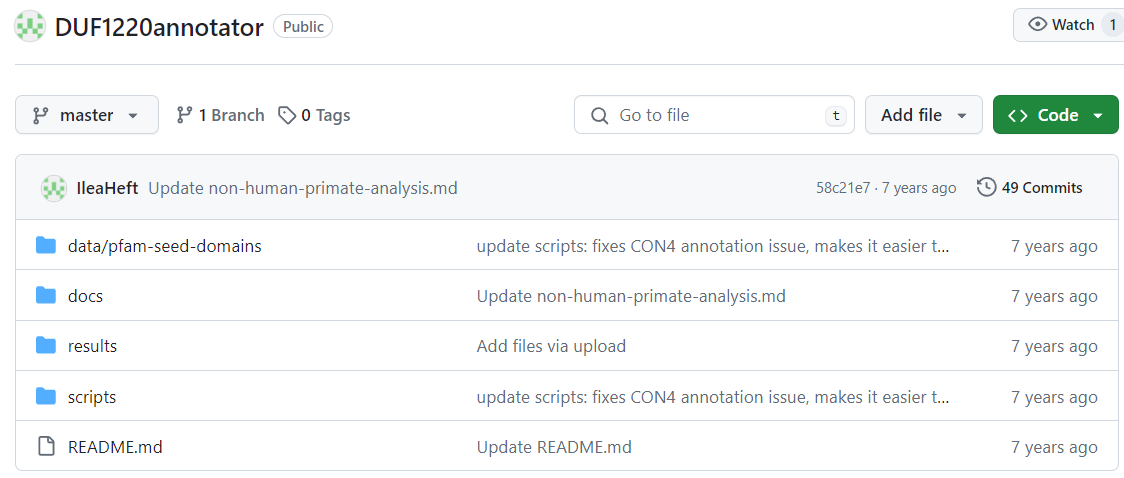 DUF1220annotator Public Watch 1
master 1 Branch 0 Tags Go to file t Add file Code
IleaHeft Update non-human-primate-analysis.md 58c21e7 · 7 years ago 49 Commits
data/pfam-seed-domains update scripts: fixes CON4 annotation issue, makes it easier t... 7 years ago
docs Update non-human-primate-analysis.md 7 years ago
results Add files via upload 7 years ago
scripts update scripts: fixes CON4 annotation issue, makes it easier t... 7 years ago
README.md Update README.md 7 years ago